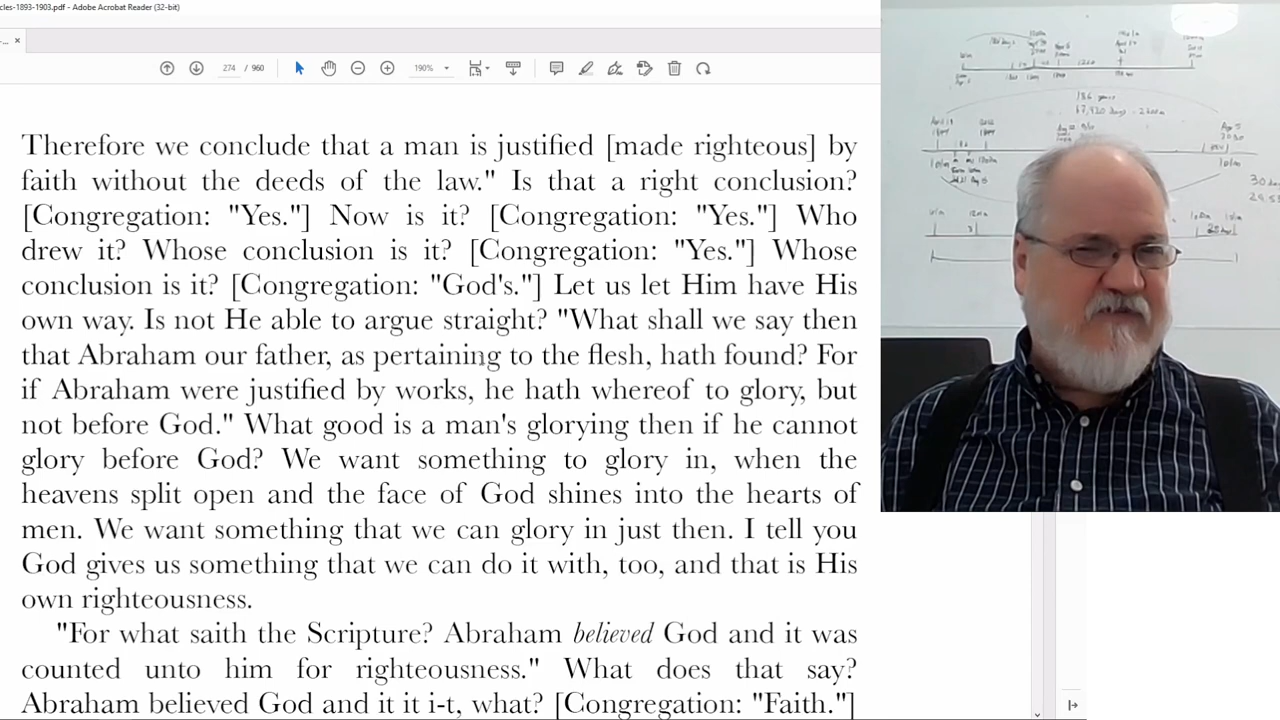 cles-1893-1903.pdf - Adobe Acrobat Reader (32-bit)
274 / 960
190%
Therefore we conclude that a man is justified [made righteous] by
faith without the deeds of the law." Is that a right conclusion?
[Congregation: "Yes."] Now is it? [Congregation: "Yes."] Who
drew it? Whose conclusion is it? [Congregation: "Yes."] Whose
conclusion is it? [Congregation: "God's."] Let us let Him have His
own way. Is not He able to argue straight? "What shall we say then
that Abraham our father, as pertaining to the flesh, hath found? For
if Abraham were justified by works, he hath whereof to glory, but
not before God." What good is a man's glorying then if he cannot
glory before God? We want something to glory in, when the
heavens split open and the face of God shines into the hearts of
men. We want something that we can glory in just then. I tell you
God gives us something that we can do it with, too, and that is His
own righteousness.
"For what saith the Scripture? Abraham believed God and it was
counted unto him for righteousness." What does that say?
Abraham believed God and it it i-t, what? [Congregation: "Faith."]
186 years
67,920 days